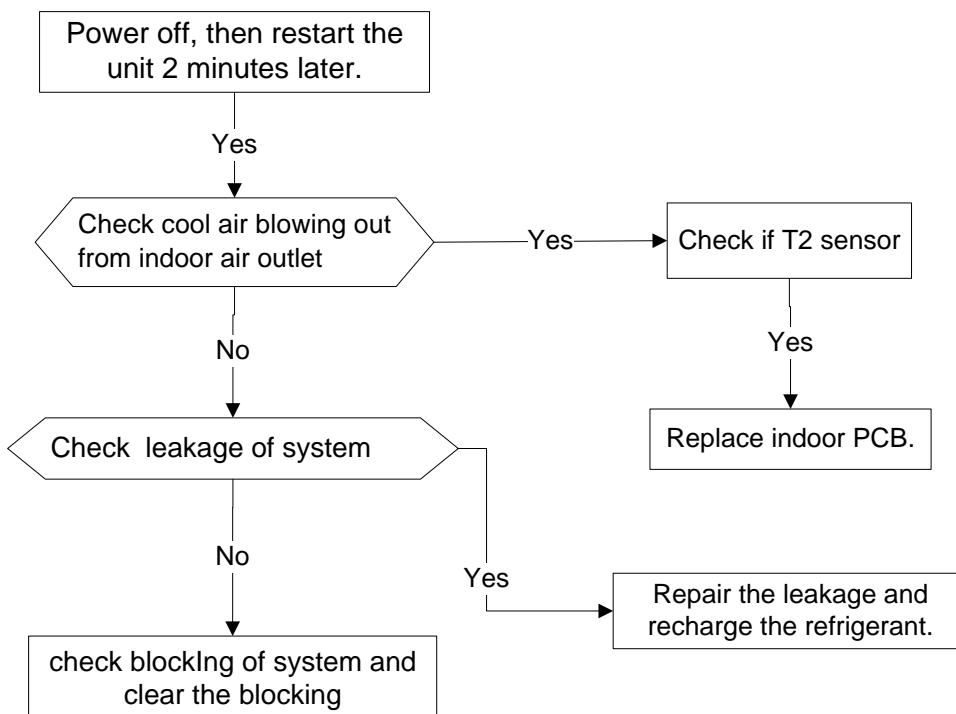 Power off, then restart the
unit 2 minutes later.
Yes
Check cool air blowing out
from indoor air outlet
Yes
Check if T2 sensor
Yes
Replace indoor PCB.
No
Check leakage of system
No
Yes
Repair the leakage and
recharge the refrigerant.
check blockIng of system and
clear the blocking